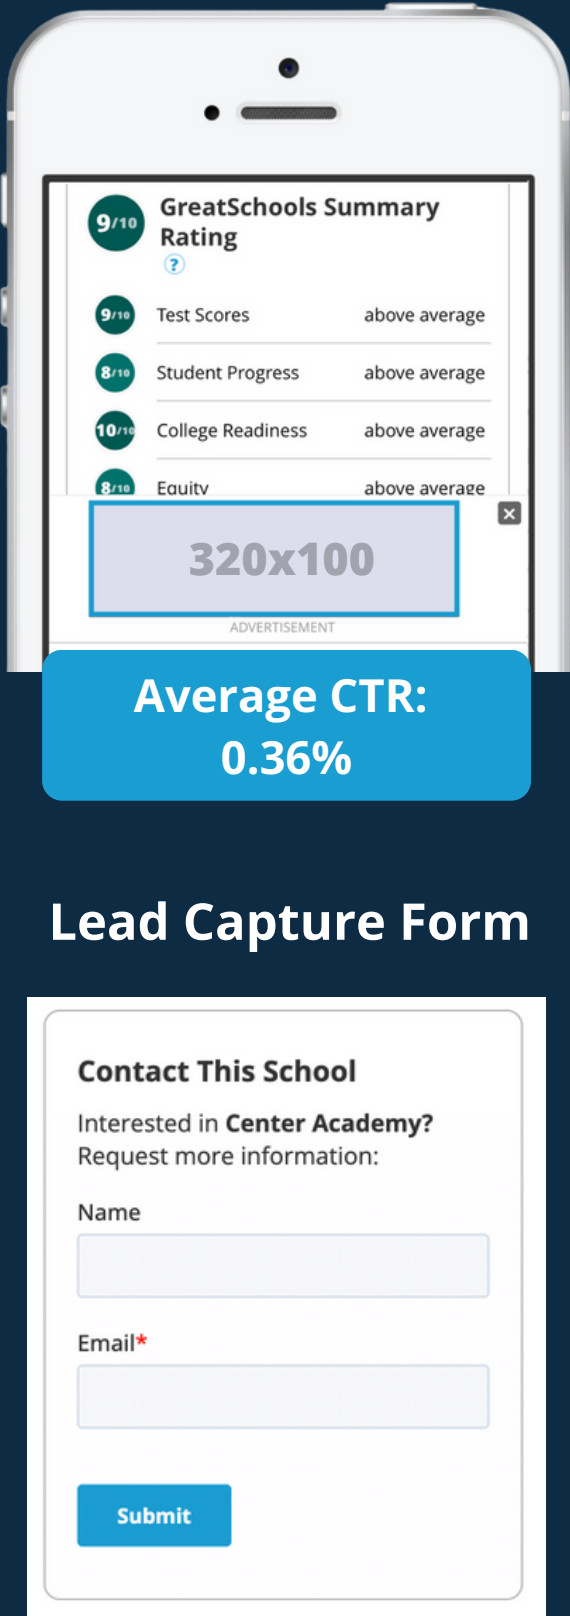 9/10
GreatSchools Summary
Rating
?
9/10 Test Scores above average
8/10 Student Progress above average
10/10 College Readiness above average
8/10 Equity above average
320x100
ADVERTISEMENT
Average CTR:
0.36%
Lead Capture Form
Contact This School
Interested in Center Academy?
Request more information:
Name
Email*
Submit